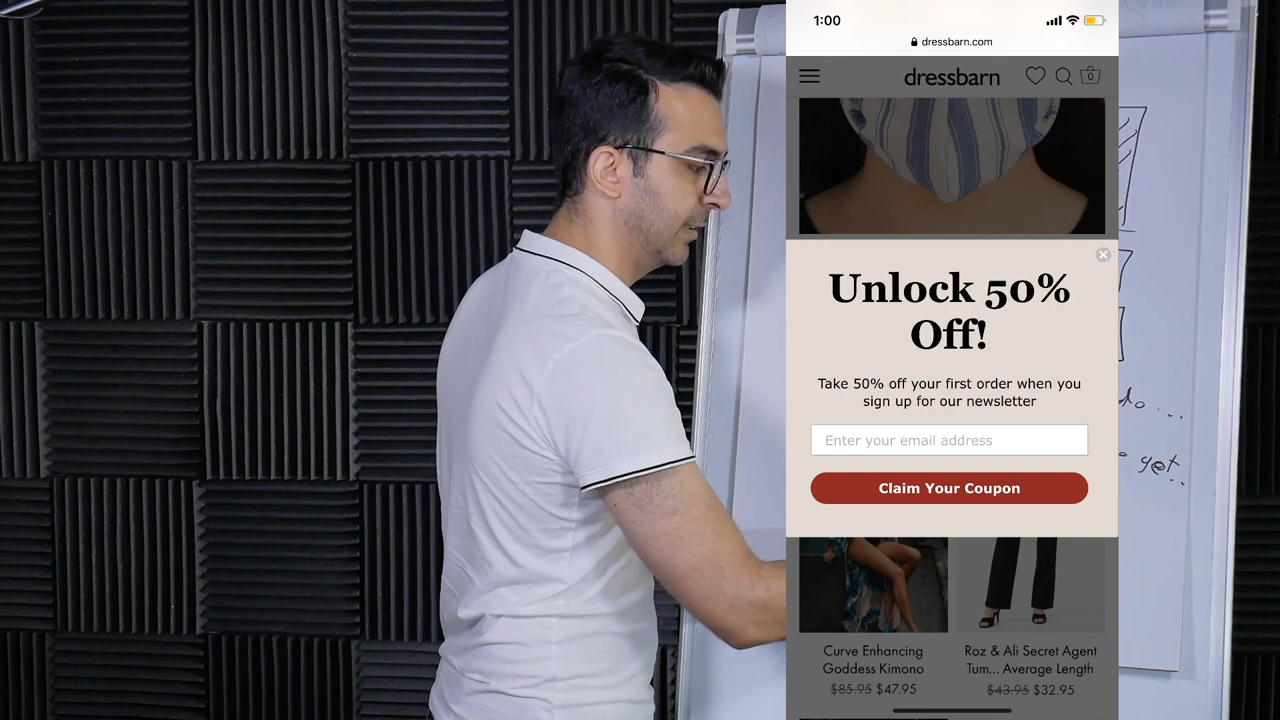 1:00
dressbarn.com
dressbarn
0
Unlock 50%
Off!
Take 50% off your first order when you
sign up for our newsletter
Enter your email address
Claim Your Coupon
Curve Enhancing
Goddess Kimono
$85.95 $47.95
Roz & Ali Secret Agent
Tum... Average Length
$43.95 $32.95
do ...
get
..